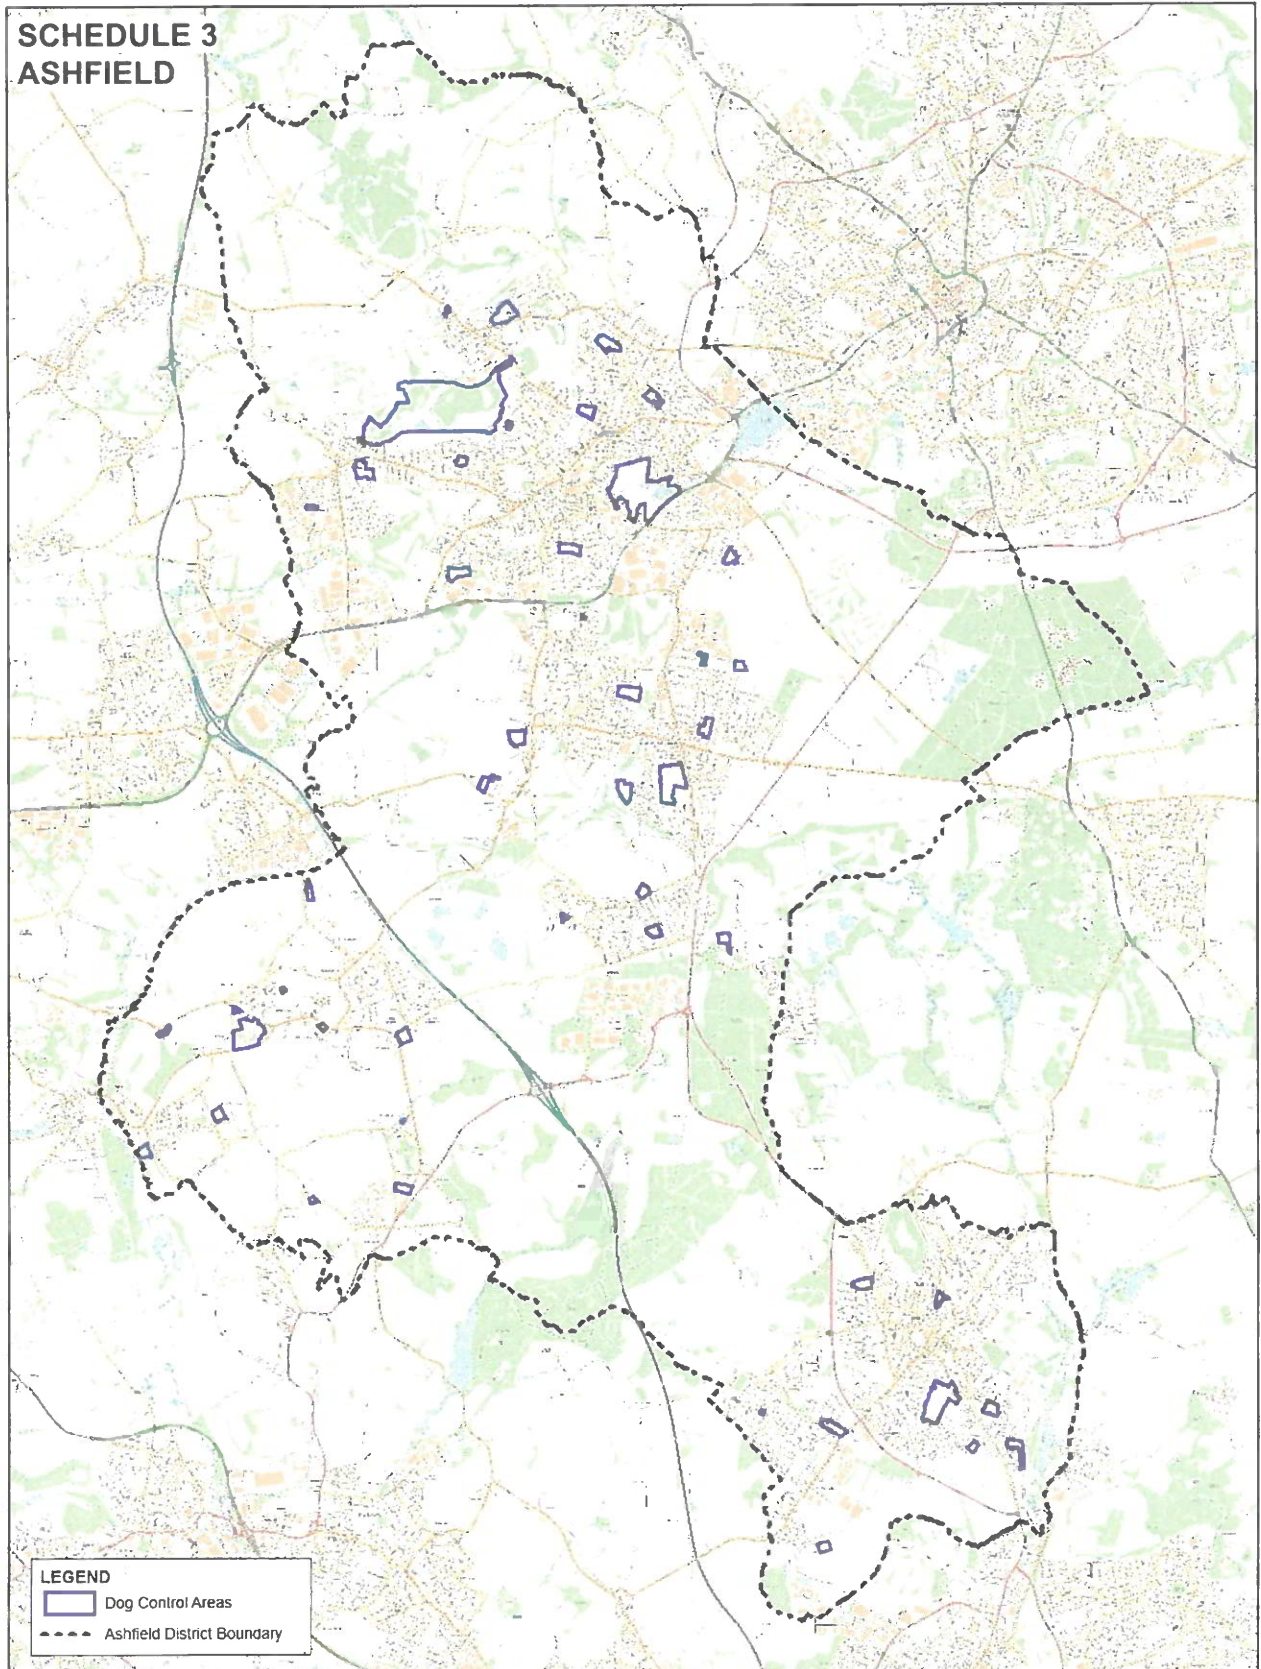 SCHEDULE 3
ASHFIELD
LEGEND
Dog Control Areas
Ashfield District Boundary